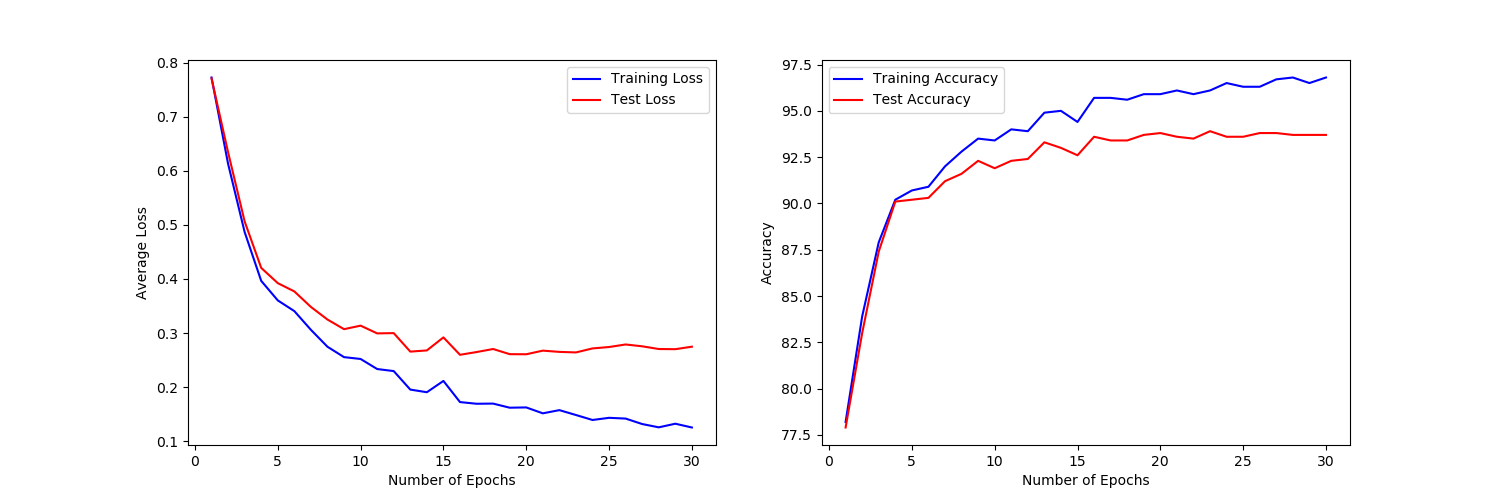 0.8
0.7
0.6
0.5
0.4
0.3
0.2
0.1
Average Loss
Training Loss
Test Loss
0 5 10 15 20 25 30
Number of Epochs
97.5
95.0
92.5
90.0
87.5
85.0
82.5
80.0
77.5
Accuracy
Training Accuracy
Test Accuracy
0 5 10 15 20 25 30
Number of Epochs